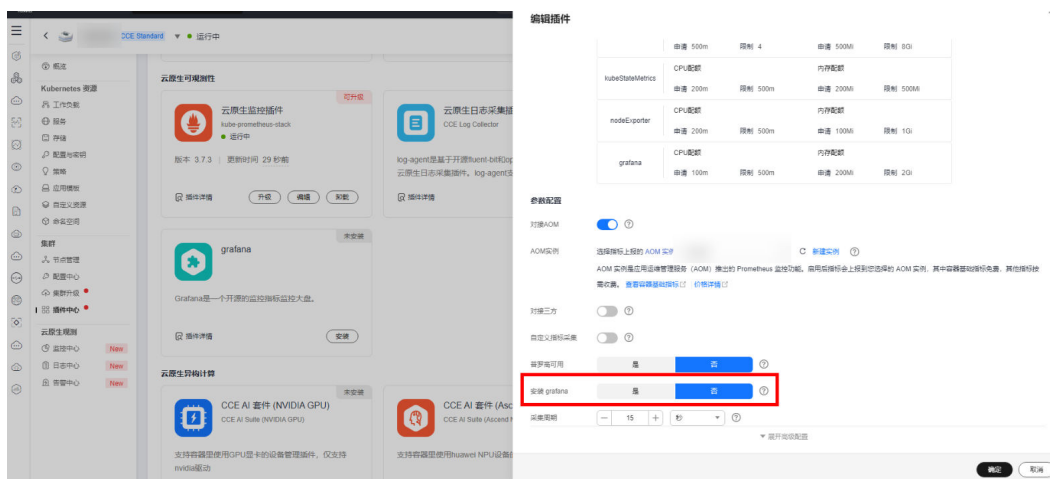 CCE Standard
运行中
概览
Kubernetes 资源
工作负载
服务
存储
配置与密钥
策略
应用模板
自定义资源
命名空间
集群
节点管理
配置中心
集群升级
插件中心
云原生观测
监控中心 New
日志中心 New
告警中心 New
云原生可观测性
可升级
云原生监控插件
kube-prometheus-stack
运行中
版本 3.7.3 | 更新时间 29 秒前
插件详情 升级 编辑 卸载
云原生日志采集插
CCE Log Collector
log-agent是基于开源fluent-bit和op
云原生日志采集插件。log-agent支
插件详情
未安装
grafana
Grafana是一个开源的监控指标监控大盘。
插件详情 安装
云原生异构计算
未安装
CCE AI 套件 (NVIDIA GPU)
CCE AI Suite (NVIDIA GPU)
支持容器里使用GPU显卡的设备管理插件，仅支持
nvidia驱动
CCE AI 套件 (Asc
CCE AI Suite (Ascend N
支持容器里使用huawei NPU设备的
编辑插件
申请 500m 限制 4 申请 500Mi 限制 8Gi
kubeStateMetrics
CPU配额 内存配额
申请 200m 限制 500m 申请 200Mi 限制 500Mi
nodeExporter
CPU配额 内存配额
申请 200m 限制 500m 申请 100Mi 限制 1Gi
grafana
CPU配额 内存配额
申请 100m 限制 500m 申请 200Mi 限制 2Gi
参数配置
对接AOM
AOM实例 选择指标上报的 AOM 实 新建实例
AOM 实例是应用运维管理服务（AOM）推出的 Prometheus 监控功能。启用后指标会上报到您选择的 AOM 实例，其中容器基础指标免费，其他指标按
需收费。 查看容器基础指标 价格详情
对接三方
自定义指标采集
普罗高可用 是 否
安装 grafana 是 否
采集周期 — 15 + 秒
展开高级配置
确定 取消